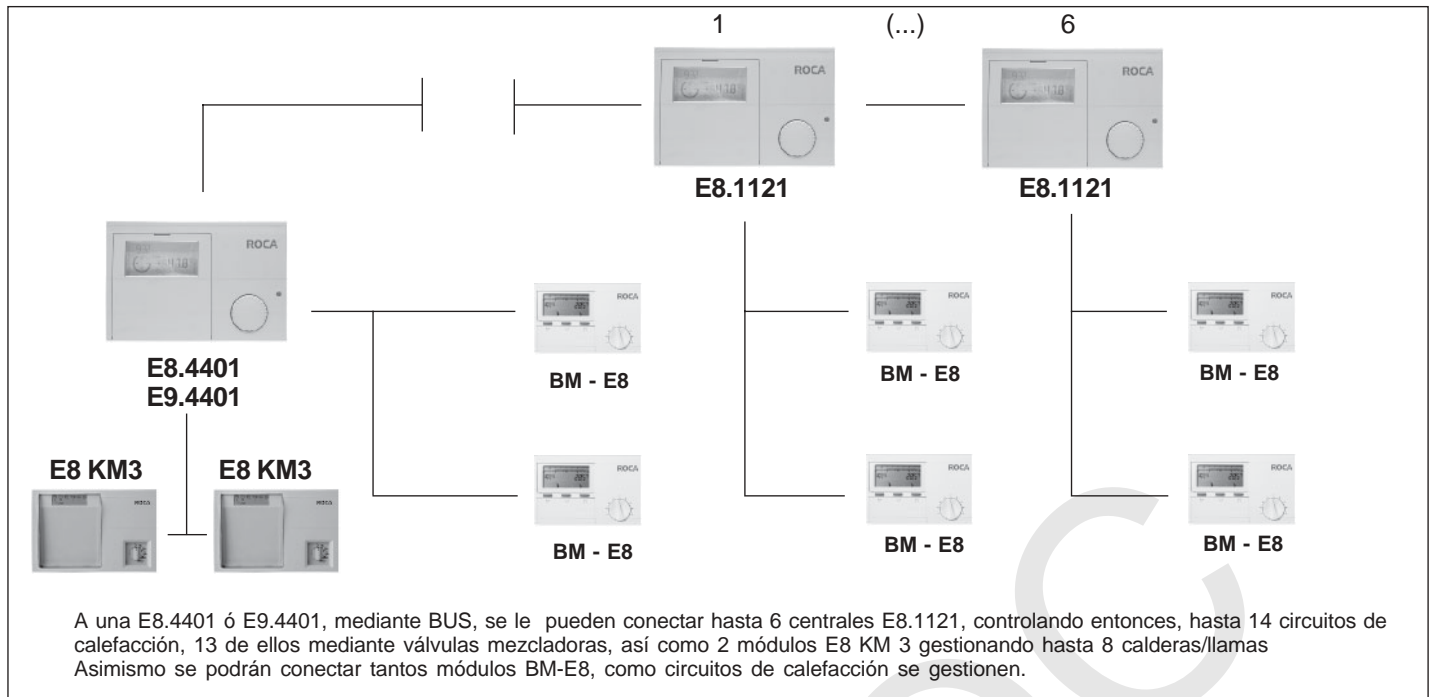 1 (...) 6
ROCA ROCA
E8.1121 E8.1121
ROCA
ROCA ROCA ROCA
E8.4401
E9.4401
BM - E8 BM - E8 BM - E8
E8 KM3 E8 KM3
ROCA ROCA ROCA
BM - E8 BM - E8 BM - E8
A una E8.4401 ó E9.4401, mediante BUS, se le pueden conectar hasta 6 centrales E8.1121, controlando entonces, hasta 14 circuitos de
calefacción, 13 de ellos mediante válvulas mezcladoras, así como 2 módulos E8 KM 3 gestionando hasta 8 calderas/llamas
Asimismo se podrán conectar tantos módulos BM-E8, como circuitos de calefacción se gestionen.